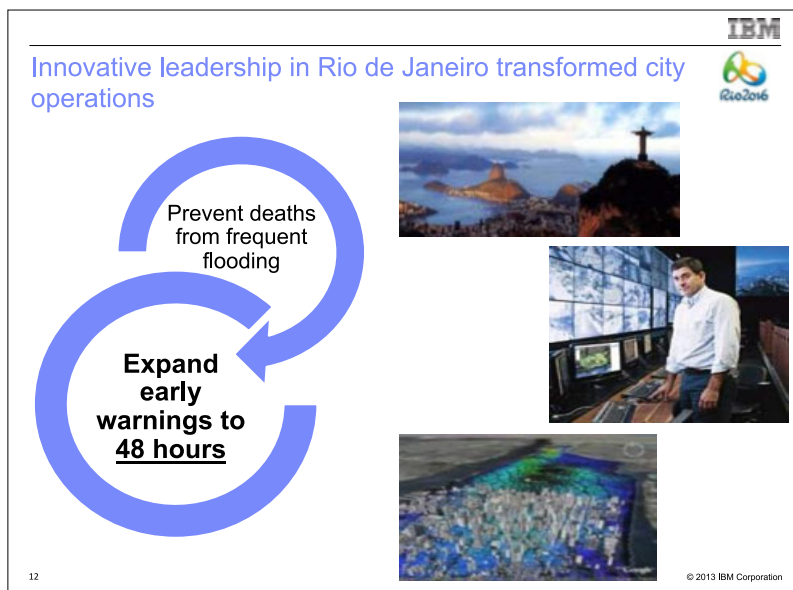 IBM
Innovative leadership in Rio de Janeiro transformed city
operations
Rio2016
Prevent deaths
from frequent
flooding
Expand
early
warnings to
48 hours
Google
12
© 2013 IBM Corporation